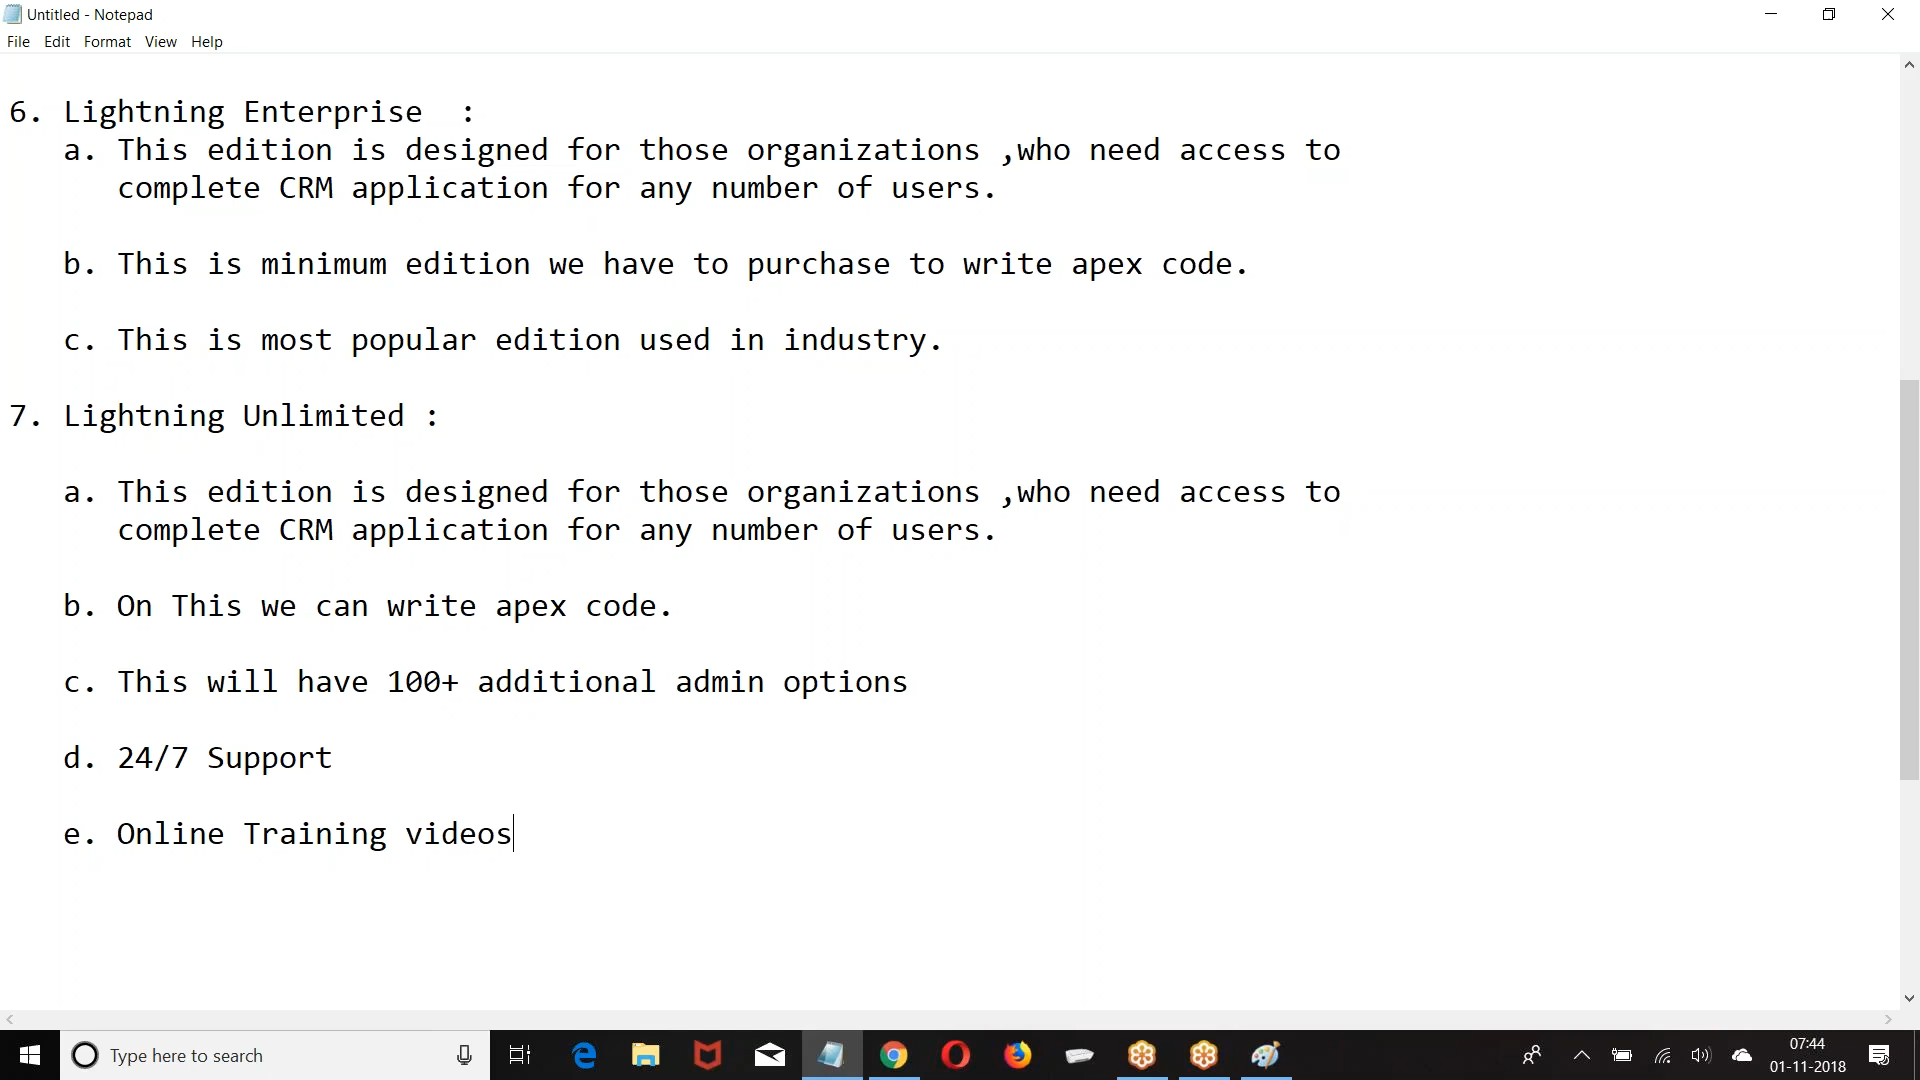 Untitled - Notepad
File Edit Format View Help
6. Lightning Enterprise  :
a. This edition is designed for those organizations ,who need access to
complete CRM application for any number of users.
b. This is minimum edition we have to purchase to write apex code.
c. This is most popular edition used in industry.
7. Lightning Unlimited :
a. This edition is designed for those organizations ,who need access to
complete CRM application for any number of users.
b. On This we can write apex code.
c. This will have 100+ additional admin options
d. 24/7 Support
e. Online Training videos
Type here to search
07:44
01-11-2018